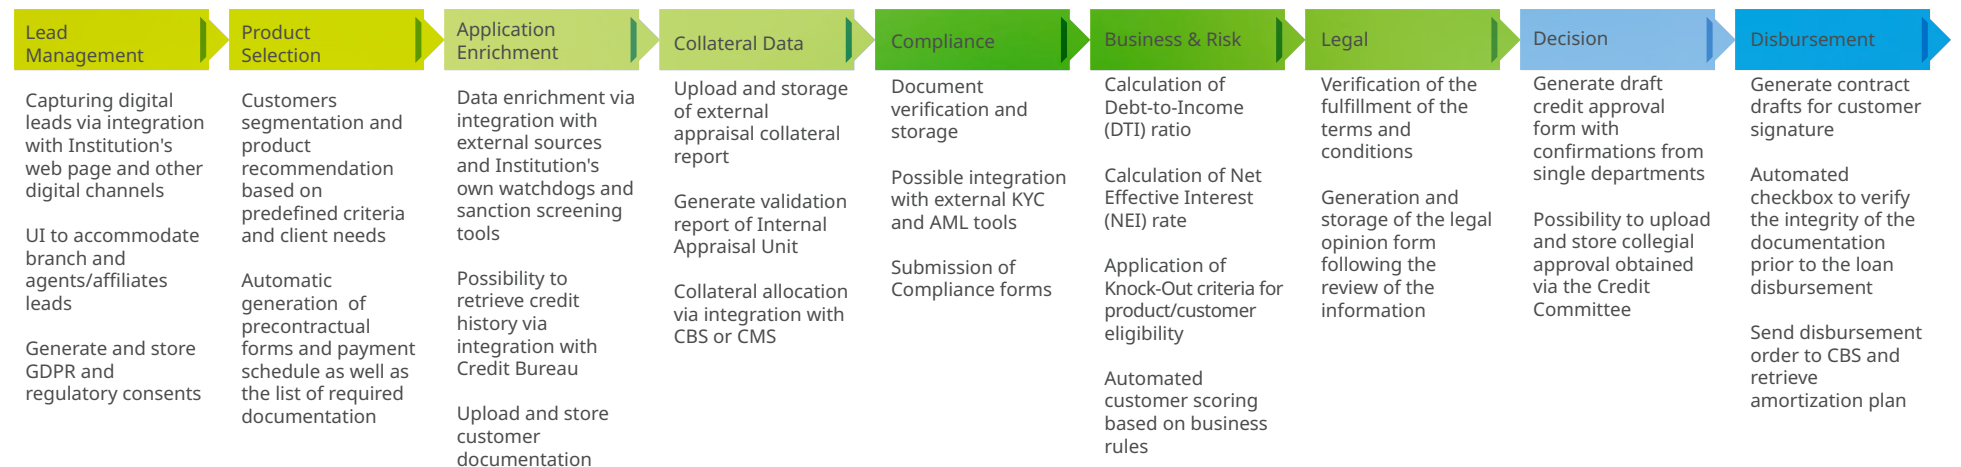 Lead
Management
Capturing digital
leads via integration
with Institution's
web page and other
digital channels
UI to accommodate
branch and
agents/affiliates
leads
Generate and store
GDPR and
regulatory consents
Product
Selection
Customers
segmentation and
product
recommendation
based on
predefined criteria
and client needs
Automatic
generation of
precontractual
forms and payment
schedule as well as
the list of required
documentation
Application
Enrichment
Data enrichment via
integration with
external sources
and Institution's
own watchdogs and
sanction screening
tools
Possibility to
retrieve credit
history via
integration with
Credit Bureau
Upload and store
customer
documentation
Collateral Data
Upload and storage
of external
appraisal collateral
report
Generate validation
report of Internal
Appraisal Unit
Collateral allocation
via integration with
CBS or CMS
Compliance
Document
verification and
storage
Possible integration
with external KYC
and AML tools
Submission of
Compliance forms
Business & Risk
Calculation of
Debt-to-Income
(DTI) ratio
Calculation of Net
Effective Interest
(NEI) rate
Application of
Knock-Out criteria for
product/customer
eligibility
Automated
customer scoring
based on business
rules
Legal
Verification of the
fulfillment of the
terms and
conditions
Generation and
storage of the legal
opinion form
following the
review of the
information
Decision
Generate draft
credit approval
form with
confirmations from
single departments
Possibility to upload
and store collegial
approval obtained
via the Credit
Committee
Disbursement
Generate contract
drafts for customer
signature
Automated
checkbox to verify
the integrity of the
documentation
prior to the loan
disbursement
Send disbursement
order to CBS and
retrieve
amortization plan